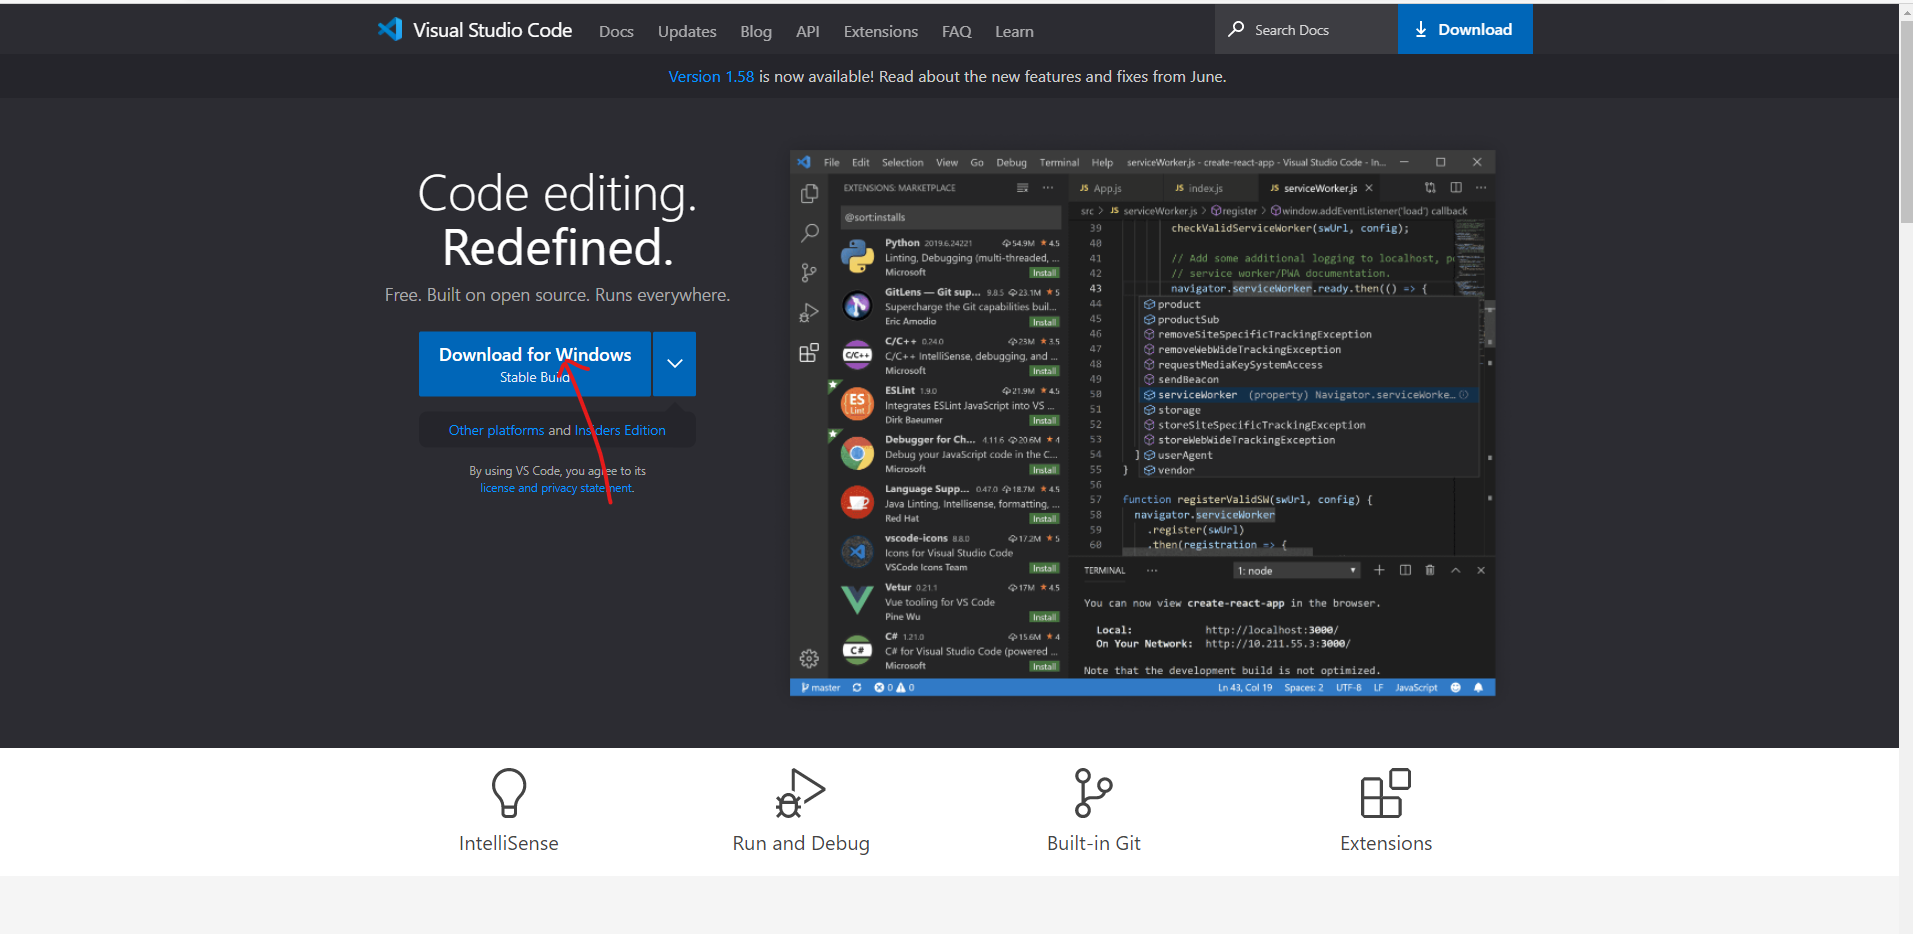 Visual Studio Code Docs Updates Blog API Extensions FAQ Learn Search Docs Download
Version 1.58 is now available! Read about the new features and fixes from June.
Code editing.
Redefined.
Free. Built on open source. Runs everywhere.
Download for Windows
Stable Build
Other platforms and Insiders Edition
By using VS Code, you agree to its
license and privacy statement.
File Edit Selection View Go Debug Terminal Help serviceWorker.js - create-react-app - Visual Studio Code - In...
EXTENSIONS: MARKETPLACE
@sort:installs
Python 2019.6.24221 54.9M 4.5
Linting, Debugging (multi-threaded, ...
Microsoft Install
GitLens — Git sup... 9.8.5 23.1M 5
Supercharge the Git capabilities buil...
Eric Amodio Install
C/C++ C/C++ 0.24.0 23M 3.5
C/C++ IntelliSense, debugging, and ...
Microsoft Install
ES Lint ESLint 1.9.0 21.9M 4.5
Integrates ESLint JavaScript into VS ...
Dirk Baeumer Install
Debugger for Ch... 4.11.6 20.6M 4
Debug your JavaScript code in the C...
Microsoft Install
Language Supp... 0.47.0 18.7M 4.5
Java Linting, Intellisense, formatting, ...
Red Hat Install
vscode-icons 8.8.0 17.2M 5
Icons for Visual Studio Code
VSCode Icons Team Install
Vetur 0.21.1 17M 4.5
Vue tooling for VS Code
Pine Wu Install
C# C# 1.21.0 15.6M 4
C# for Visual Studio Code (powered ...
Microsoft Install
JS App.js JS index.js JS serviceWorker.js
src > JS serviceWorker.js > register > window.addEventListener('load') callback
39 checkValidServiceWorker(swUrl, config);
40
41 // Add some additional logging to localhost, p
42 // service worker/PWA documentation.
43 navigator.serviceWorker.ready.then(() => {
44 product
45 productSub
46 removeSiteSpecificTrackingException
47 removeWebWideTrackingException
48 requestMediaKeySystemAccess
49 sendBeacon
50 serviceWorker (property) Navigator.serviceWorke...
51 storage
52 storeSiteSpecificTrackingException
53 storeWebWideTrackingException
54 ] userAgent
55 } vendor
56
57 function registerValidSW(swUrl, config) {
58 navigator.serviceWorker
59 .register(swUrl)
60 .then(registration => {
TERMINAL ... 1: node
You can now view create-react-app in the browser.
Local: http://localhost:3000/
On Your Network: http://10.211.55.3:3000/
Note that the development build is not optimized.
master 0 0 Ln 43, Col 19 Spaces: 2 UTF-8 LF JavaScript
IntelliSense Run and Debug Built-in Git Extensions